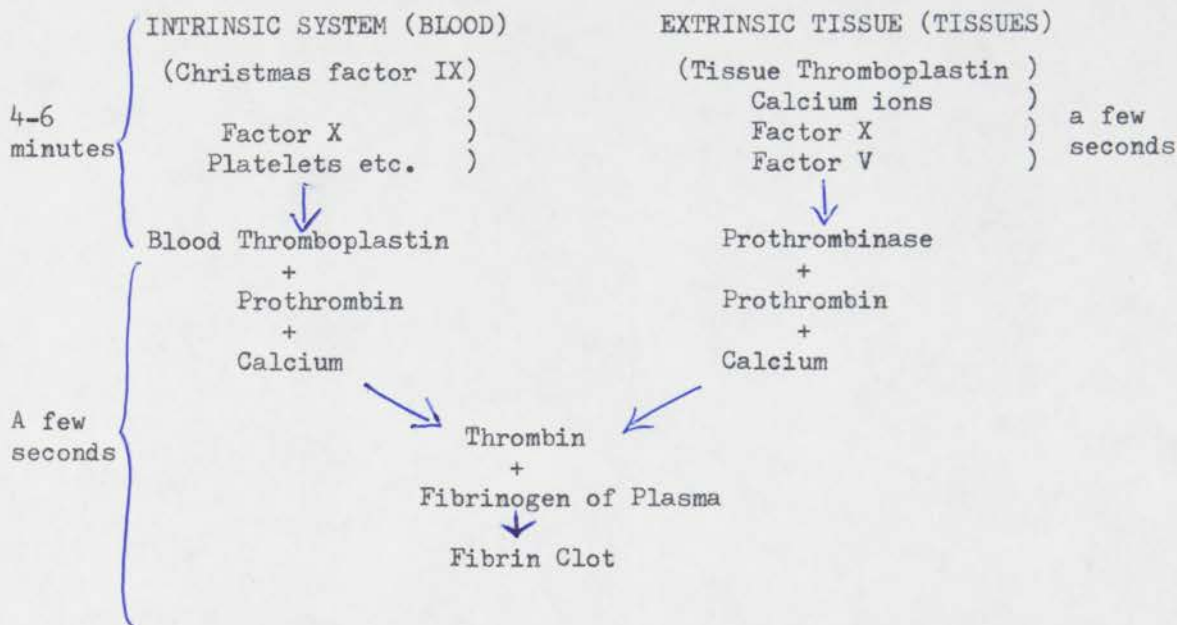 INTRINSIC SYSTEM (BLOOD) EXTRINSIC TISSUE (TISSUES)
(Christmas factor IX) (Tissue Thromboplastin )
) Calcium ions )
4-6 minutes
Factor X ) Factor X )
Platelets etc. ) Factor V )
a few seconds
Blood Thromboplastin Prothrombinase
+ +
Prothrombin Prothrombin
+ +
Calcium Calcium
A few
seconds
Thrombin
+
Fibrinogen of Plasma
Fibrin Clot